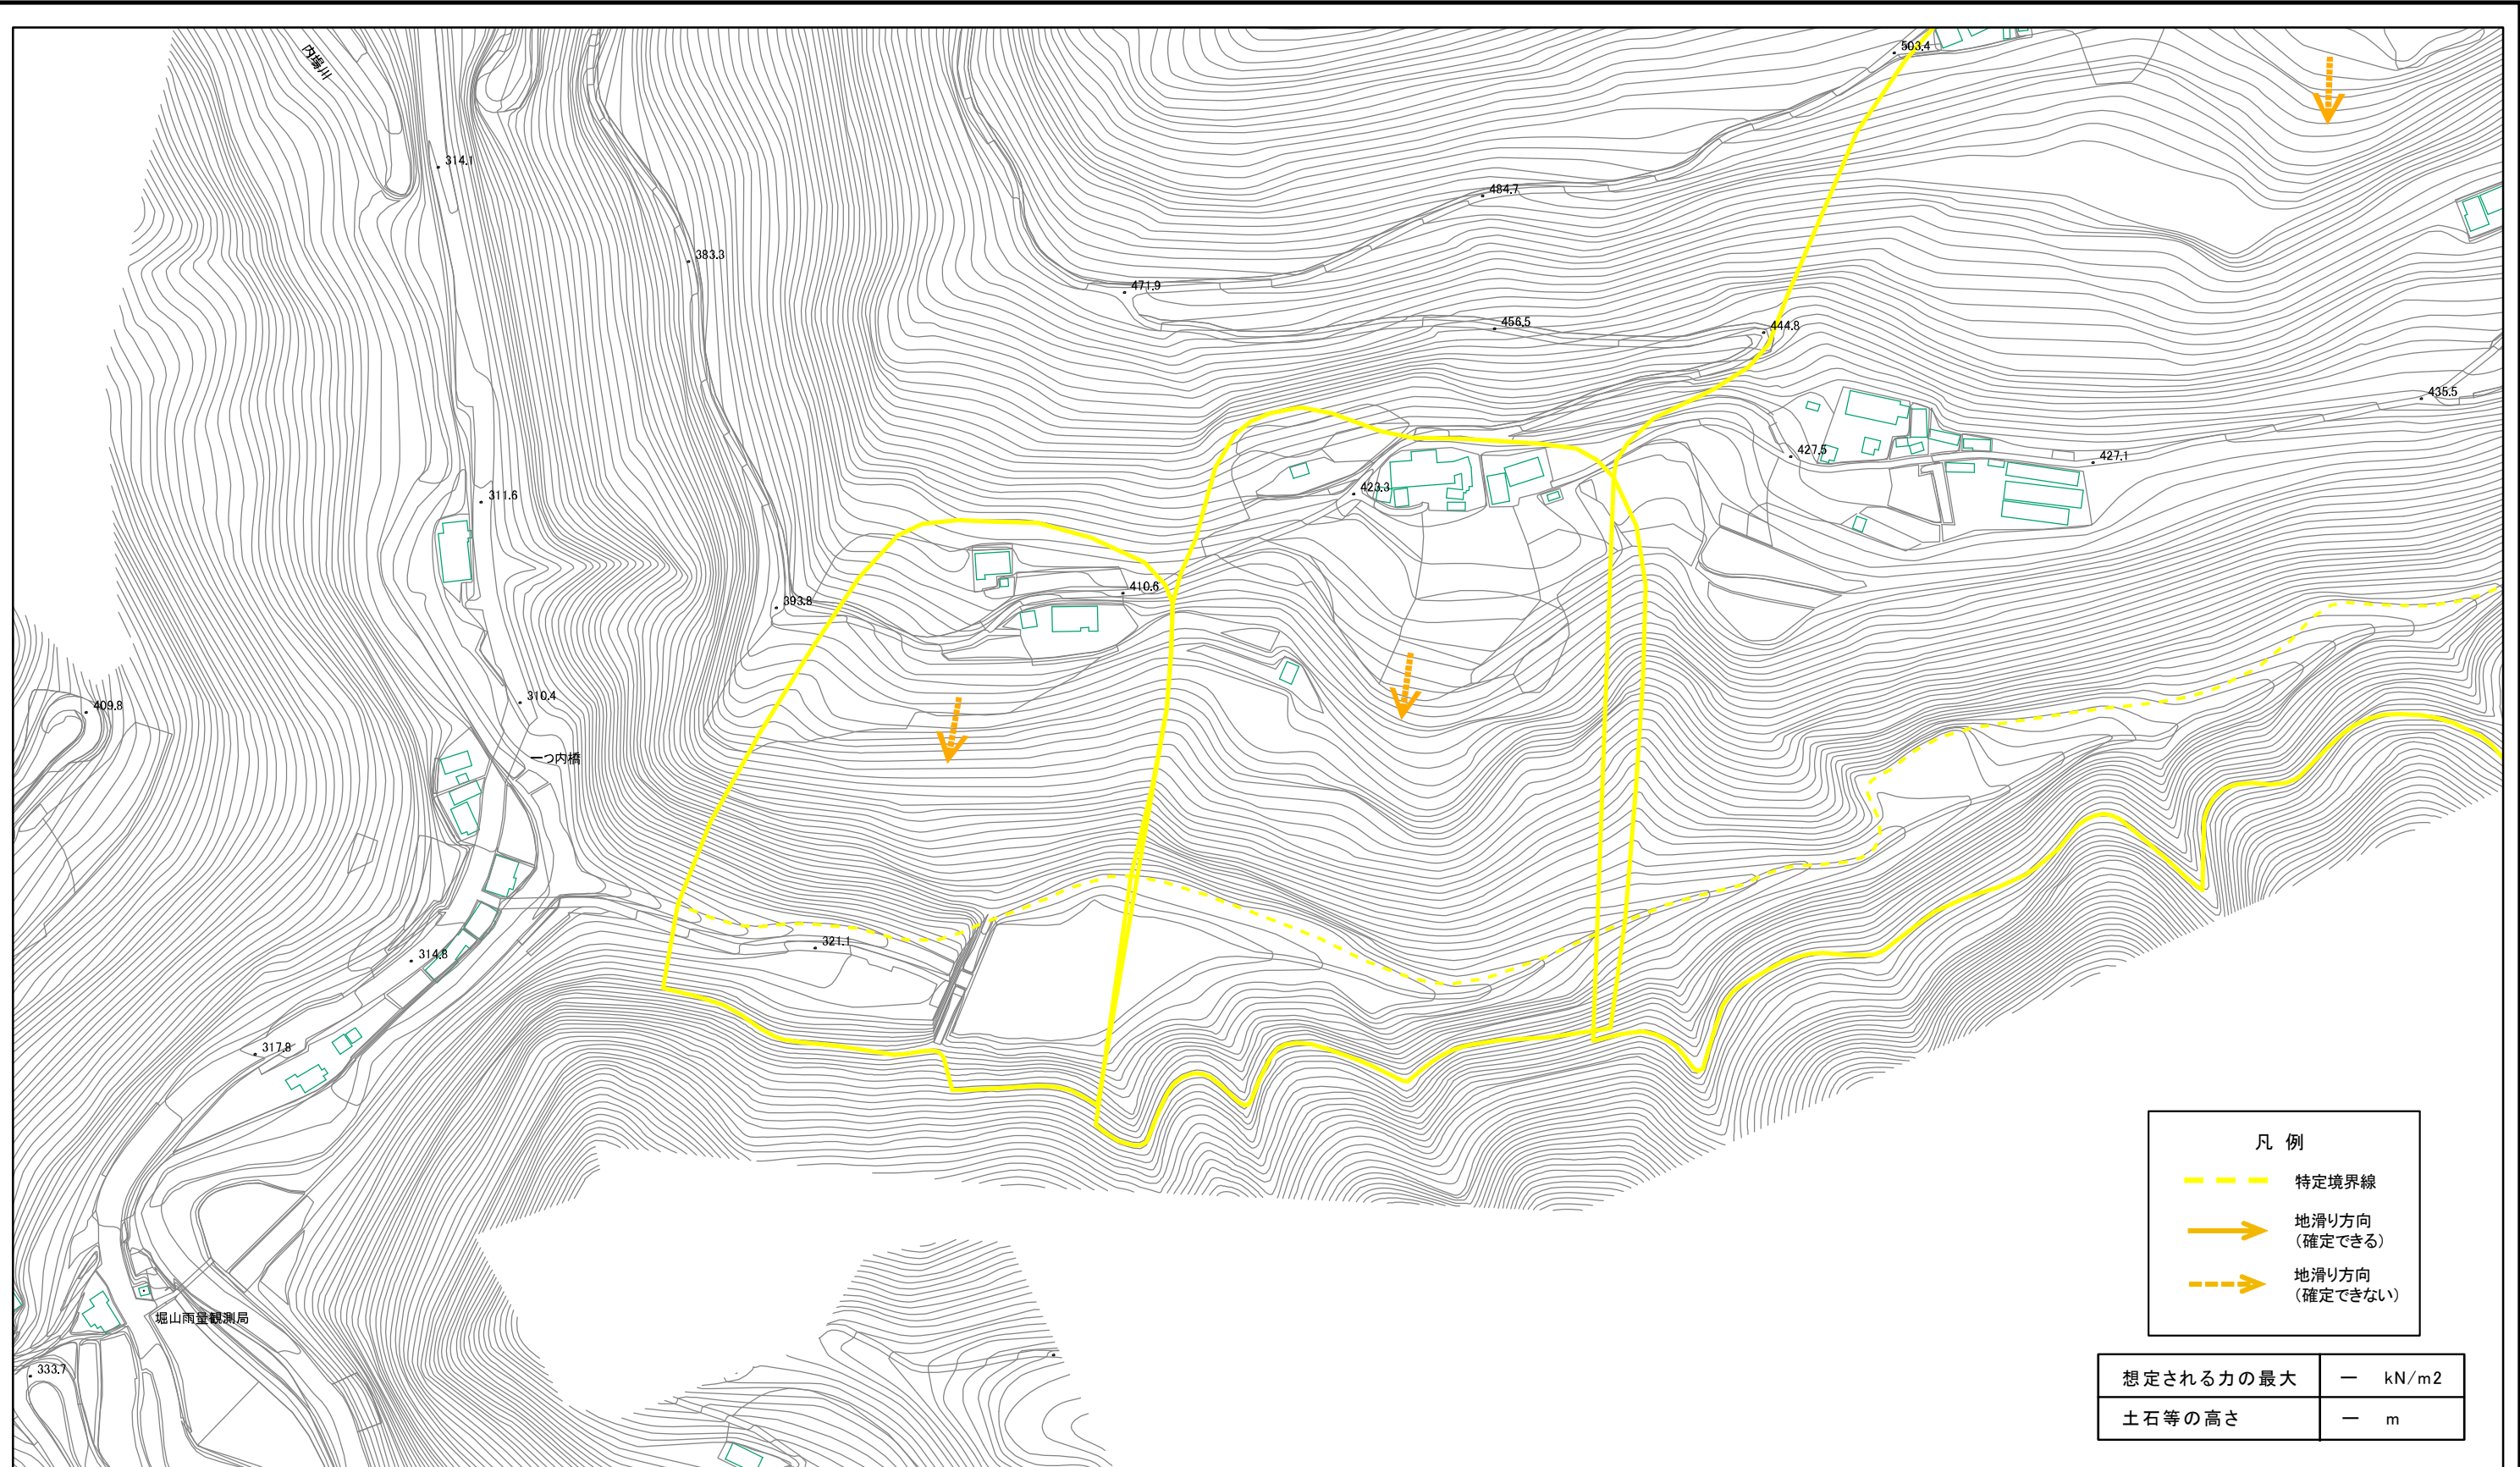 内場川
503.4
314.1
484.7
383.3
471.9
456.5
444.8
435.5
427.5
427.1
423.3
311.6
410.6
393.8
310.4
409.8
一つ内橋
321.1
314.8
317.8
堀山雨量観測局
333.7
凡 例
特定境界線
地滑り方向
(確定できる)
地滑り方向
(確定できない)
想定される力の最大 ー kN/m2
土石等の高さ ー m